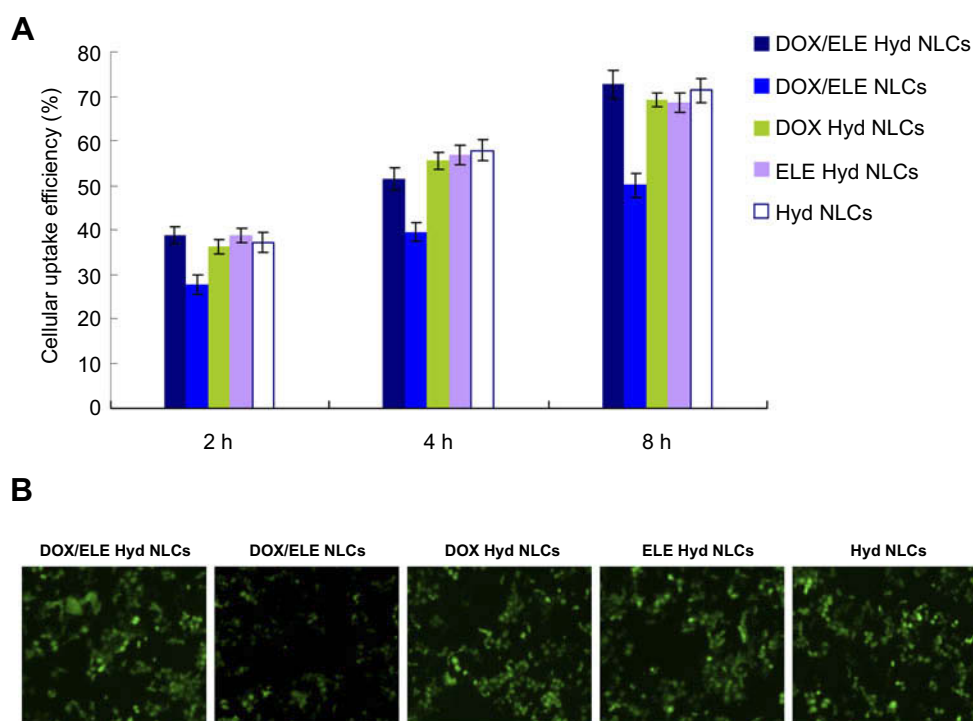 A
Cellular uptake efficiency (%)
80
70
60
50
40
30
20
10
0
2 h
4 h
8 h
DOX/ELE Hyd NLCs
DOX/ELE NLCs
DOX Hyd NLCs
ELE Hyd NLCs
Hyd NLCs
B
DOX/ELE Hyd NLCs
DOX/ELE NLCs
DOX Hyd NLCs
ELE Hyd NLCs
Hyd NLCs